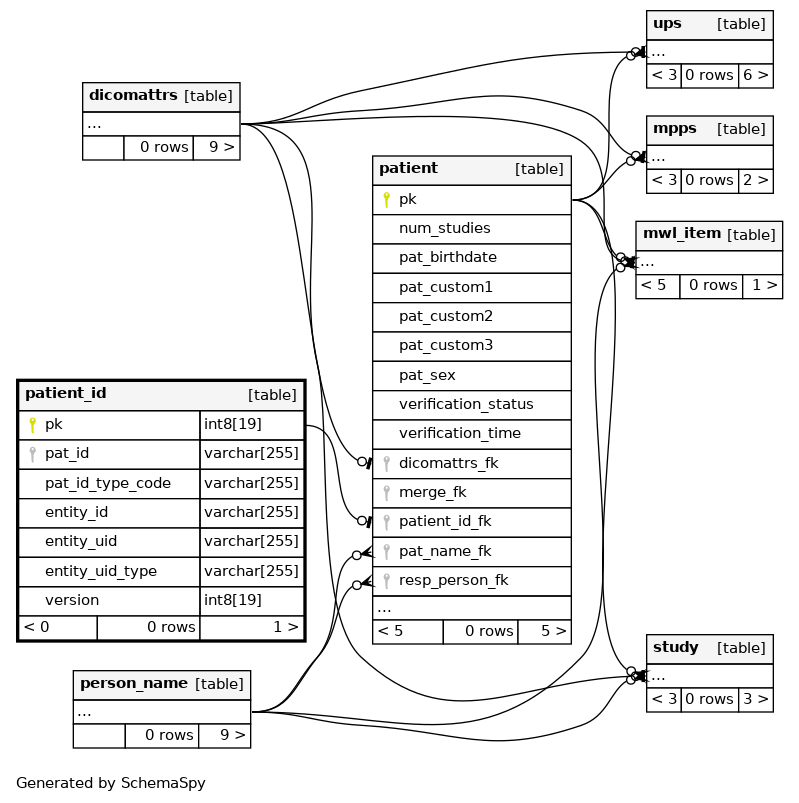 ups [table]
...
< 3 0 rows 6 >
dicomattrs [table]
...
0 rows 9 >
mpps [table]
...
< 3 0 rows 2 >
patient [table]
pk
num_studies
pat_birthdate
pat_custom1
pat_custom2
pat_custom3
pat_sex
verification_status
verification_time
dicomattrs_fk
merge_fk
patient_id_fk
pat_name_fk
resp_person_fk
...
< 5 0 rows 5 >
mwl_item [table]
...
< 5 0 rows 1 >
patient_id [table]
pk int8[19]
pat_id varchar[255]
pat_id_type_code varchar[255]
entity_id varchar[255]
entity_uid varchar[255]
entity_uid_type varchar[255]
version int8[19]
< 0 0 rows 1 >
study [table]
...
< 3 0 rows 3 >
person_name [table]
...
0 rows 9 >
Generated by SchemaSpy